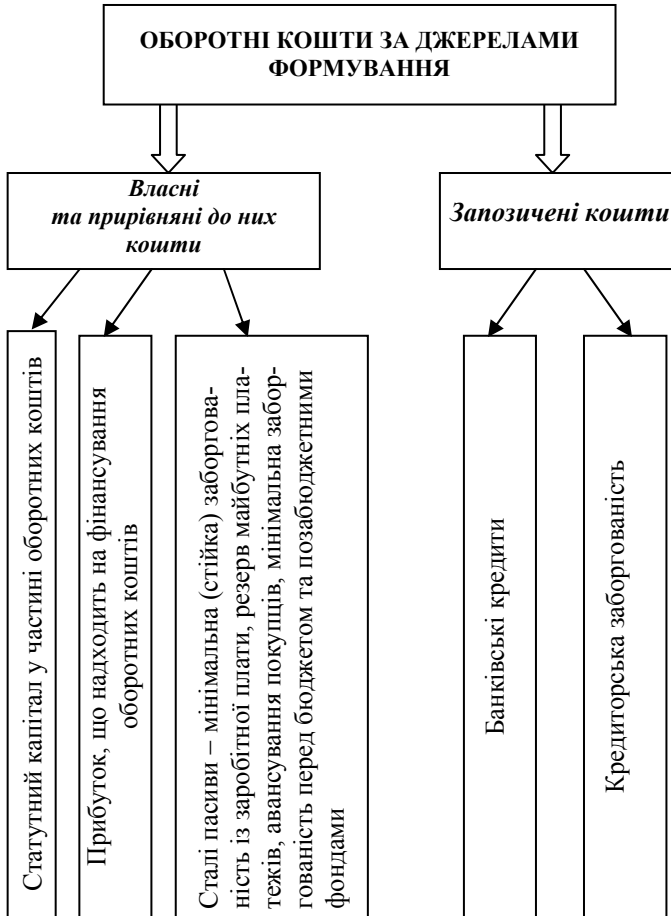 ОБОРОТНІ КОШТИ ЗА ДЖЕРЕЛАМИ
ФОРМУВАННЯ
Власні
та прирівняні до них
кошти
Запозичені кошти
Статутний капітал у частині оборотних коштів
Прибуток, що надходить на фінансування
оборотних коштів
Сталі пасиви – мінімальна (стійка) заборгова-
ність із заробітної плати, резерв майбутніх пла-
тежів, авансування покупців, мінімальна забор-
гованість перед бюджетом та позабюджетними
фондами
Банківські кредити
Кредиторська заборгованість